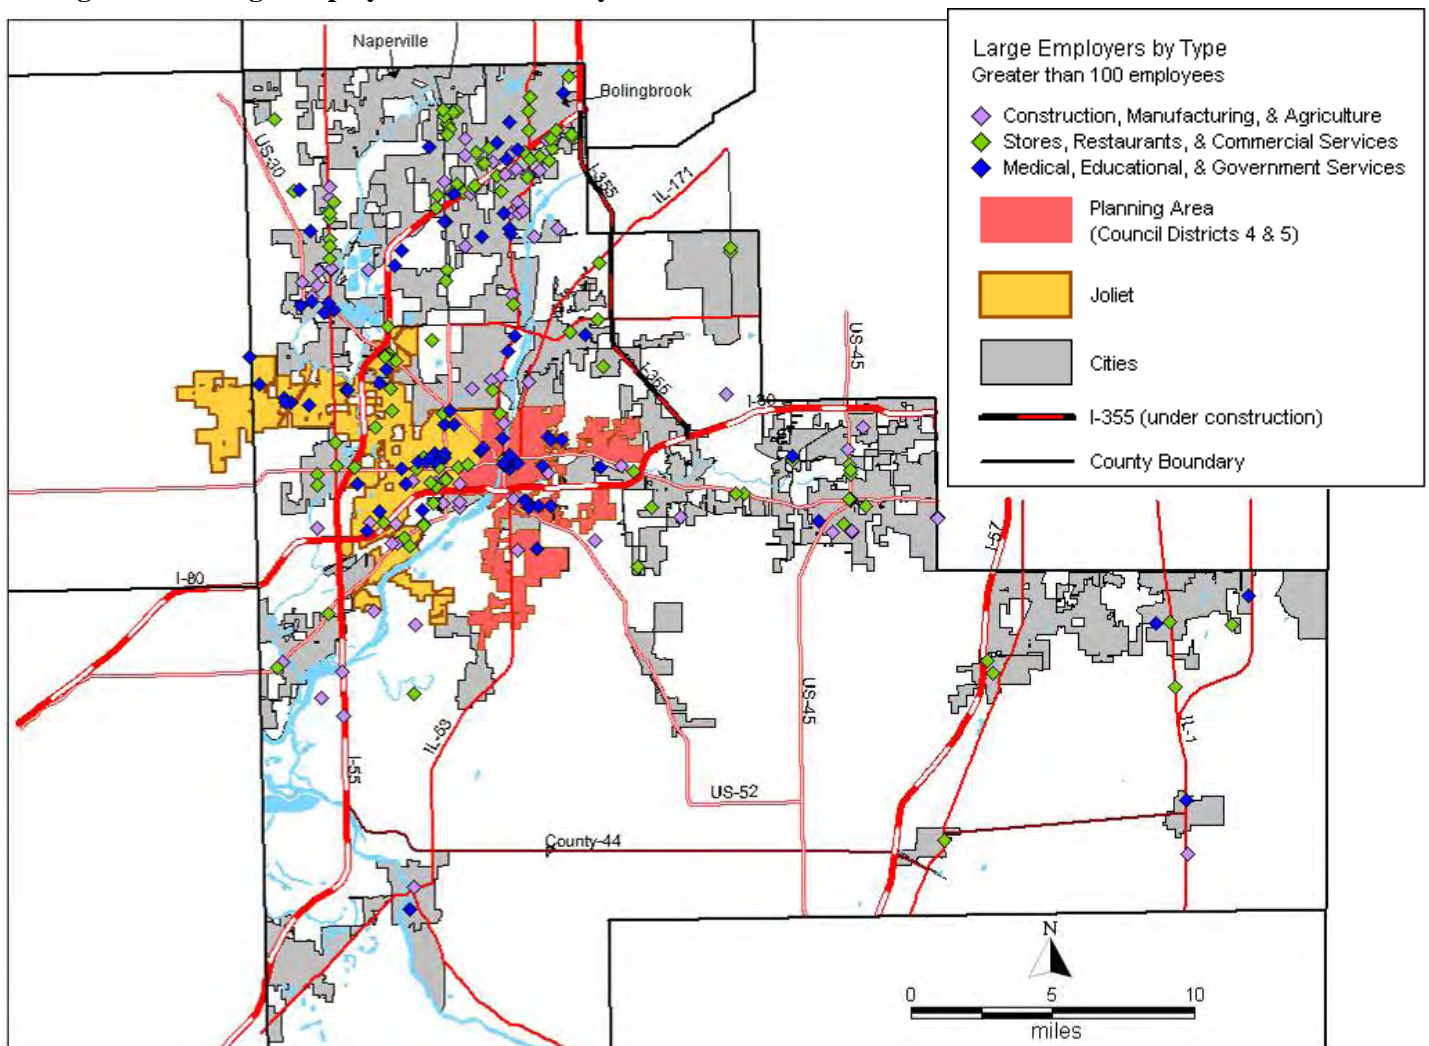 Naperville
Bolingbrook
US-30
I-355
IL-171
I-355
US-45
I-80
I-80
I-57
US-45
IL-53
I-55
IL-1
US-52
County-44
Large Employers by Type
Greater than 100 employees
Construction, Manufacturing, & Agriculture
Stores, Restaurants, & Commercial Services
Medical, Educational, & Government Services
Planning Area
(Council Districts 4 & 5)
Joliet
Cities
I-355 (under construction)
County Boundary
N
0 5 10
miles